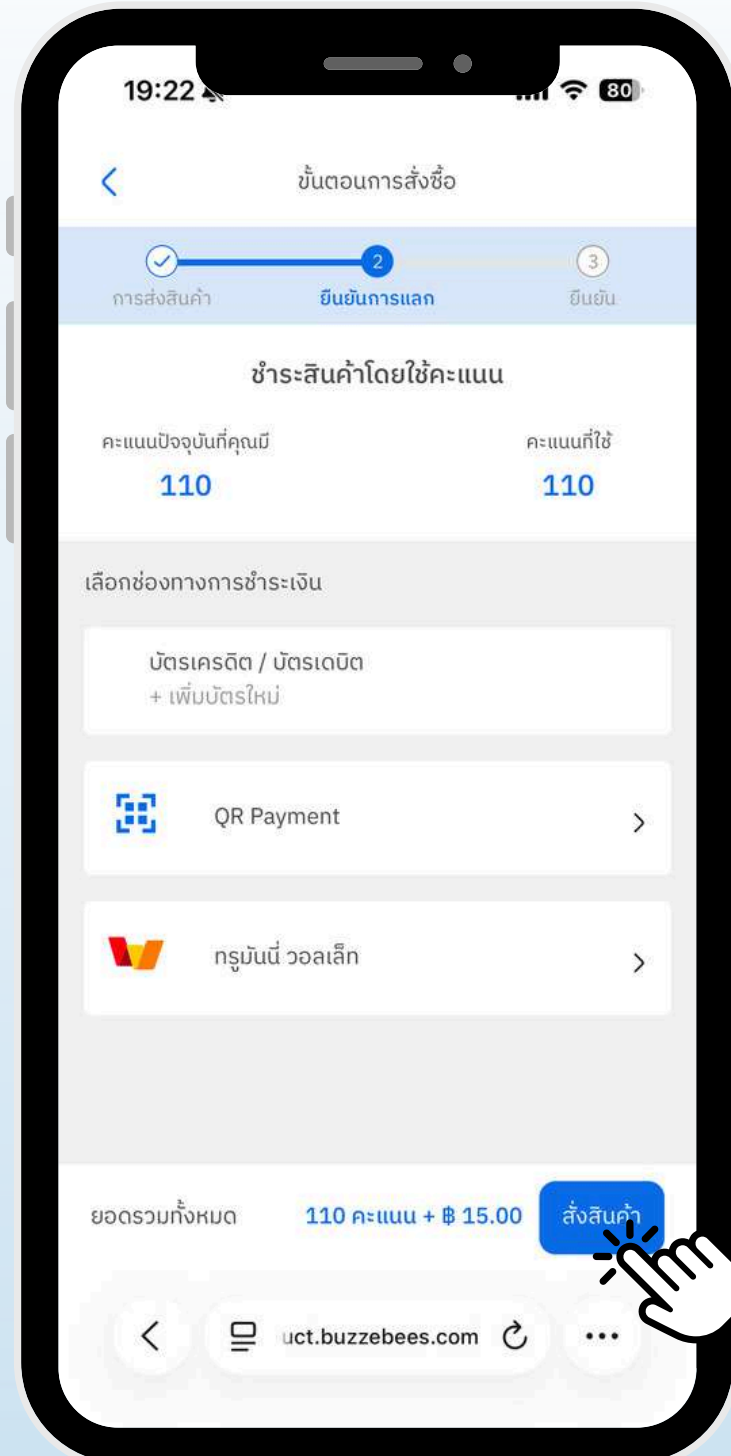 19:22
80
ขั้นตอนการสั่งซื้อ
2
3
การส่งสินค้า
ยืนยันการแลก
ยืนยัน
ชำระสินค้าโดยใช้คะแนน
คะแนนปัจจุบันที่คุณมี
คะแนนที่ใช้
110
110
เลือกช่องทางการชำระเงิน
บัตรเครดิต / บัตรเดบิต
+ เพิ่มบัตรใหม่
QR Payment
ทรูมันนี่ วอลเล็ท
ยอดรวมทั้งหมด
110 คะแนน + ฿ 15.00
สั่งสินค้า
uct.buzzebees.com